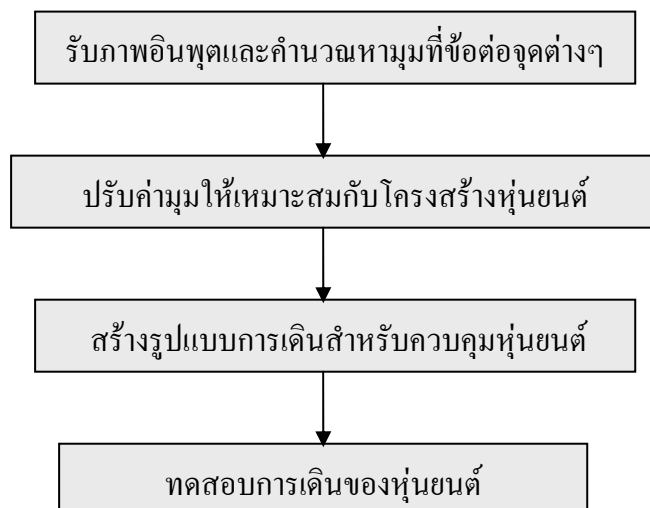 รับภาพอินพุตและคำนวณหามุมที่ข้อต่อจุดต่างๆ
ปรับค่ามุมให้เหมาะสมกับโครงสร้างหุ่นยนต์
สร้างรูปแบบการเดินสำหรับควบคุมหุ่นยนต์
ทดสอบการเดินของหุ่นยนต์